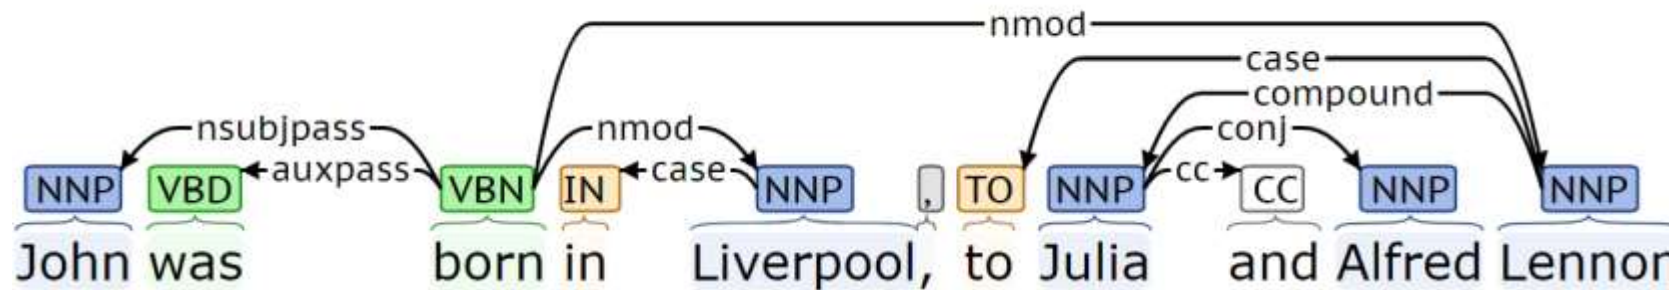 nmod
case
compound
nsubjpass nmod conj
auxpass case cc
NNP VBD VBN IN NNP , TO NNP CC NNP NNP
John was born in Liverpool, to Julia and Alfred Lennon